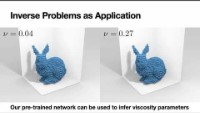 Inverse Problems as Application
ν = 0.04
ν = 0.27
Our pre-trained network can be used to infer viscosity parameters